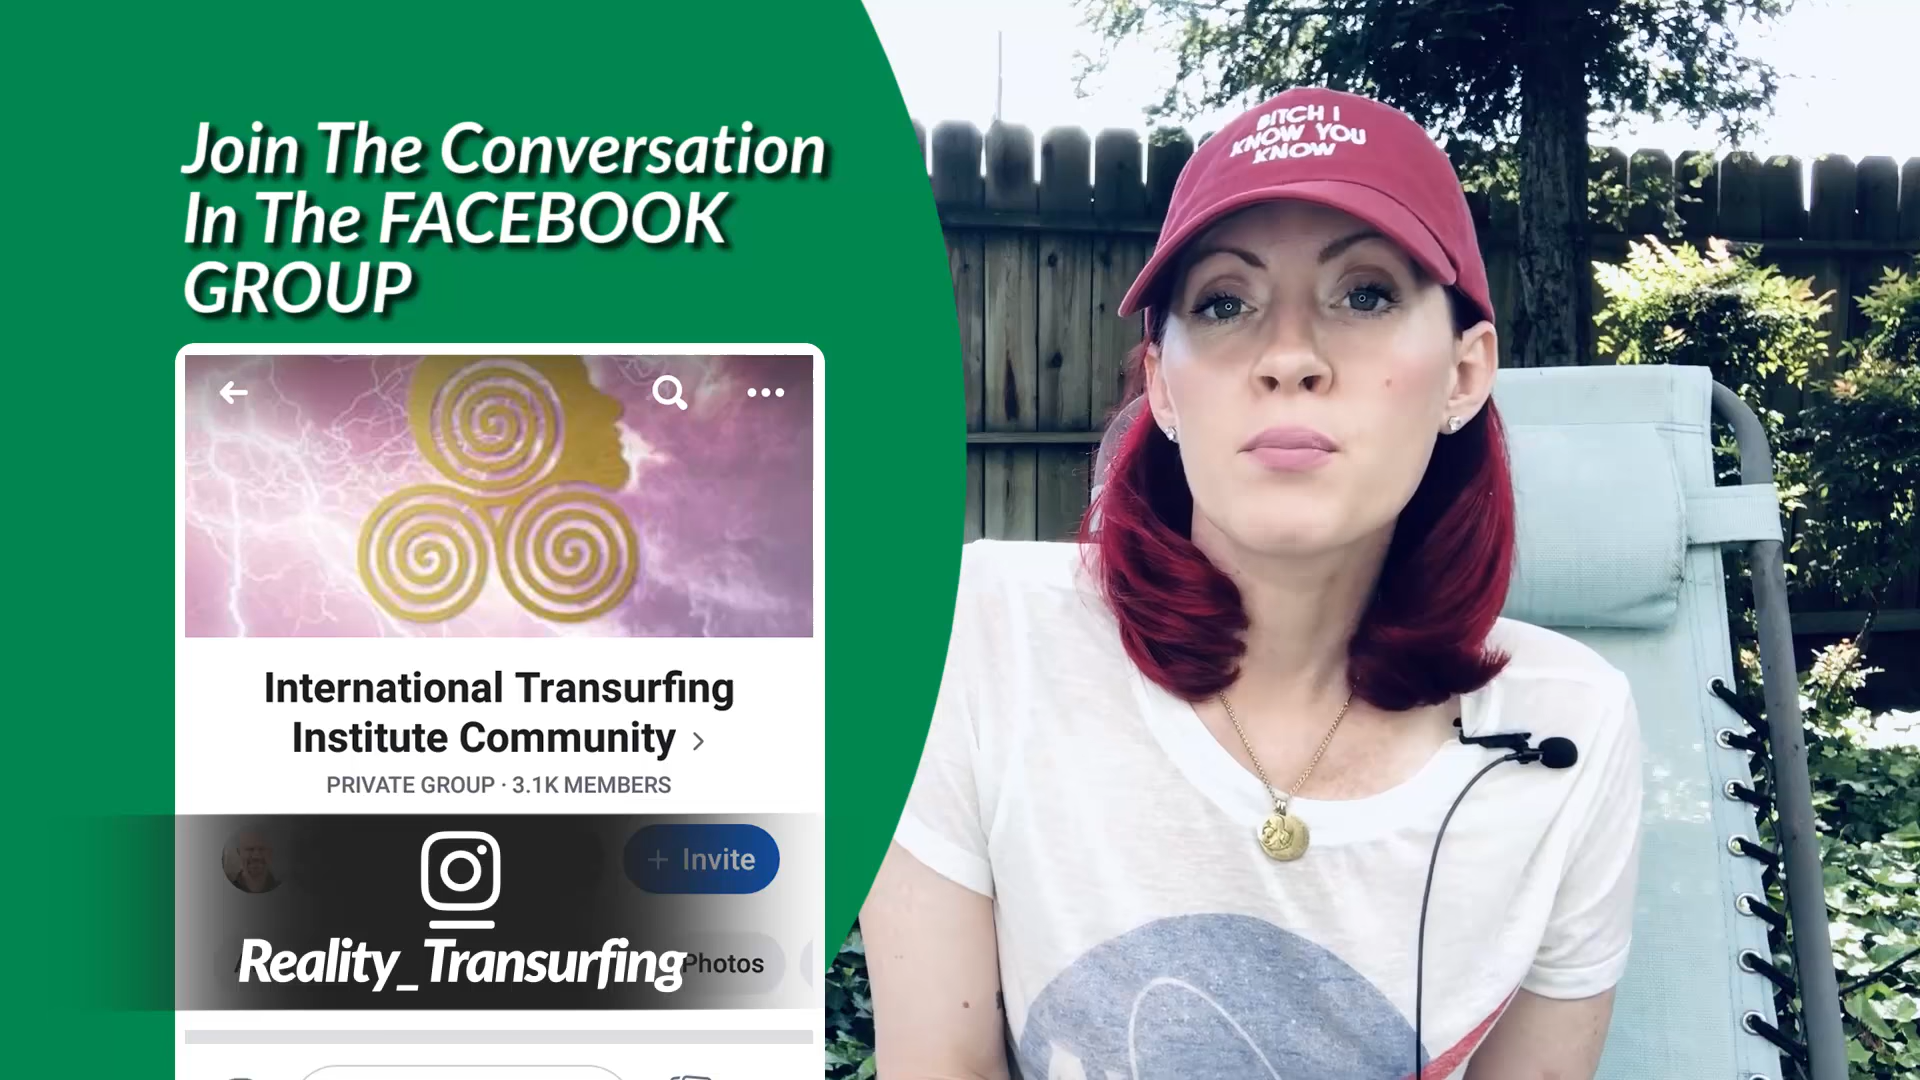 Join The Conversation
In The FACEBOOK
GROUP
International Transurfing
Institute Community
PRIVATE GROUP · 3.1K MEMBERS
+ Invite
Photos
Reality_Transurfing
BITCH I
KNOW YOU
KNOW